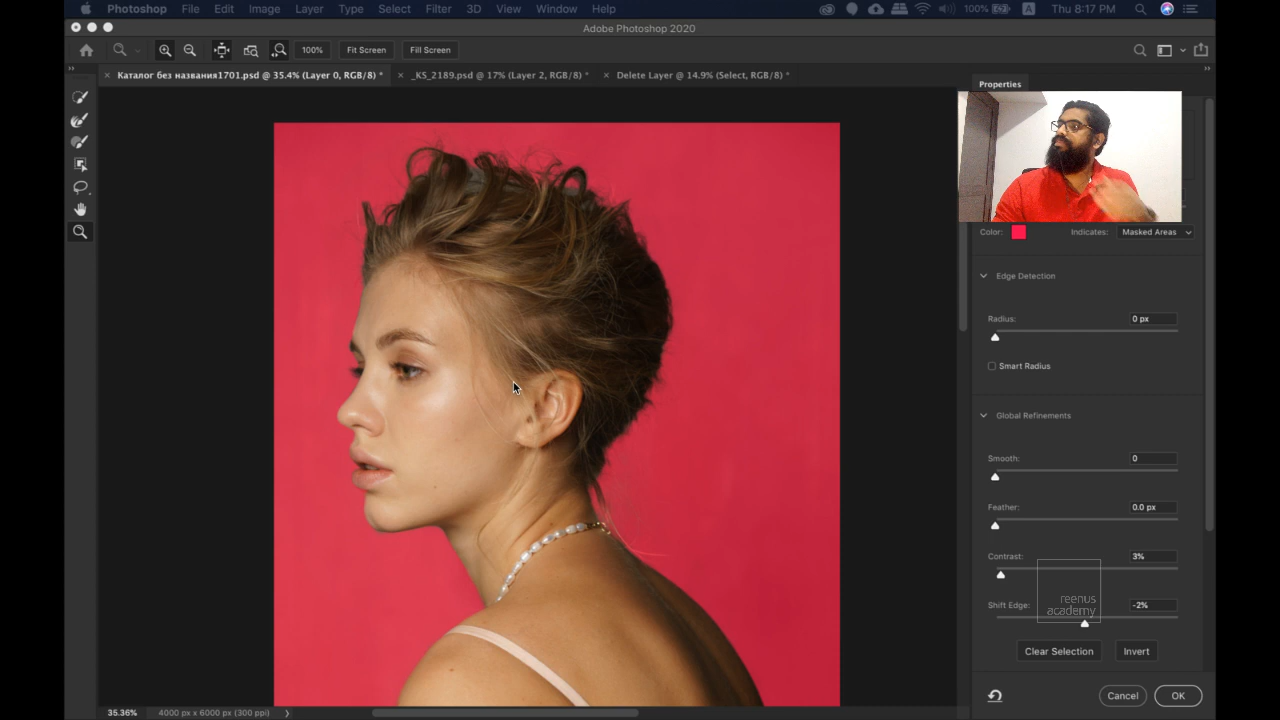 Photoshop File Edit Image Layer Type Select Filter 3D View Window Help 100% A Thu 8:17 PM
Adobe Photoshop 2020
100% Fit Screen Fill Screen
× Каталог без названия1701.psd @ 35.4% (Layer 0, RGB/8) * × _KS_2189.psd @ 17% (Layer 2, RGB/8) * × Delete Layer @ 14.9% (Select, RGB/8) *
Properties
Color: Indicates: Masked Areas
Edge Detection
Radius: 0 px
Smart Radius
Global Refinements
Smooth: 0
Feather: 0.0 px
Contrast: 3%
Shift Edge: -2%
reenus
academy
Clear Selection Invert
Cancel OK
35.36% 4000 px x 6000 px (300 ppi)